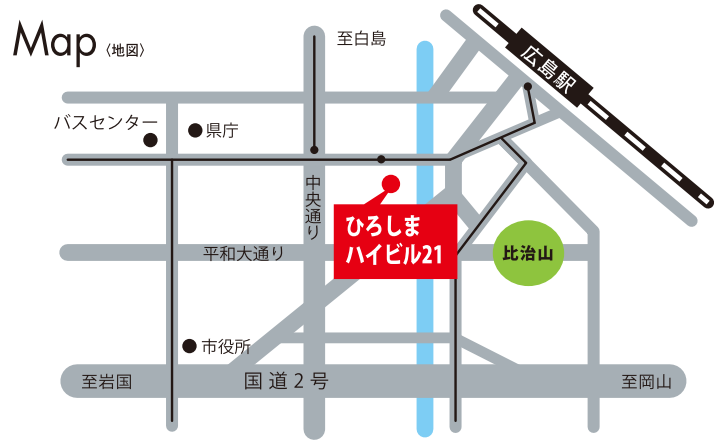 Map〈地図〉
至白島
広島駅
バスセンター
県庁
中央通り
ひろしま
ハイビル21
平和大通り
比治山
市役所
至岩国
国道2号
至岡山